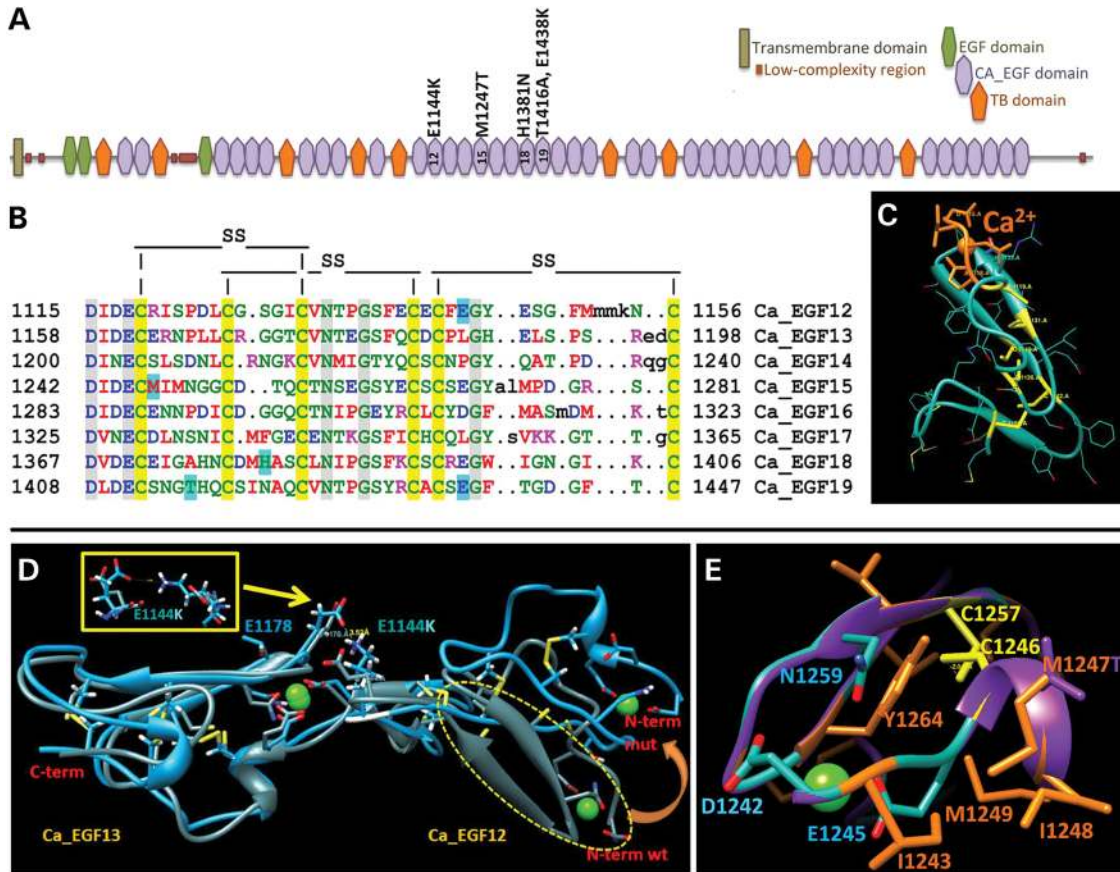 A
E1144K
M1247T
H1381N
T1416A, E1438K
Transmembrane domain
Low-complexity region
EGF domain
CA_EGF domain
TB domain
12
15
18
19
B
SS
SS
SS
1115 DIDECRISPDLCG.SGICVNTPGSFECECFEGY..ESG.FMmmkN..C 1156 Ca_EGF12
1158 DIDECERNPLLCR.GGTCVNTEGSFQCDCPLGH..ELS.PS...RedC 1198 Ca_EGF13
1200 DINECSLSDNLC.RNGKCVNMIGTYQCSCNPGY..QAT.PD...RqgC 1240 Ca_EGF14
1242 DIDECMIMNGGCD..TQCTNSEGSYECSCSEGYalMPD.GR...S..C 1281 Ca_EGF15
1283 DIDECENNPDICD.GGQCTNIPGEYRCLCYDGF..MASmDM...K.tC 1323 Ca_EGF16
1325 DVNECDLNSNIC.MFGECENTKGSFICHCQLGY..sVKK.GT...T.gC 1365 Ca_EGF17
1367 DVDECEIGAHNCDMHASCLNIPGSFKCSCREGW..IGN.GI...K..C 1406 Ca_EGF18
1408 DLDECSNGTHQCSINAQCVNTPGSYRCACSEGF..TGD.GF...T..C 1447 Ca_EGF19
C
Ca2+
D
E1144K
E1178
E1144K
C-term
Ca_EGF13
Ca_EGF12
N-term
mut
N-term wt
E
C1257
C1246
M1247T
N1259
Y1264
D1242
E1245
M1249
I1248
I1243